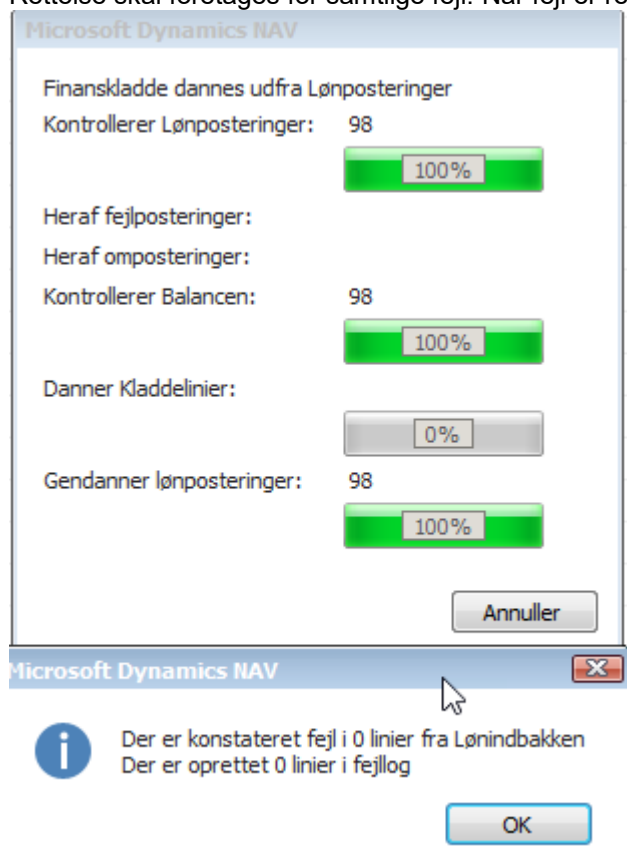 Microsoft Dynamics NAV
Finanskladde dannes udfra Lønposteringer
Kontrollerer Lønposteringer: 98
100%
Heraf fejlposteringer:
Heraf omposteringer:
Kontrollerer Balancen: 98
100%
Danner Kladdelinier:
0%
Gendanner lønposteringer: 98
100%
Annuller
Microsoft Dynamics NAV
Der er konstateret fejl i 0 linier fra Lønindbakken
Der er oprettet 0 linier i fejllog
OK